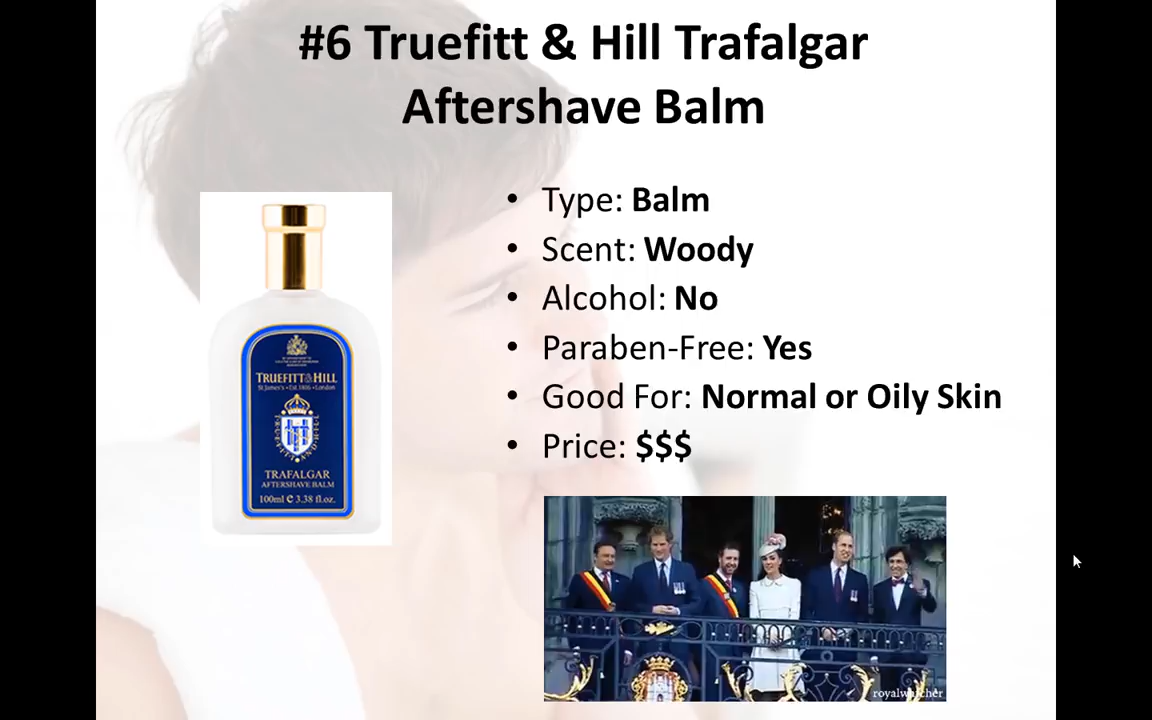 #6 Truefitt & Hill Trafalgar
Aftershave Balm
• Type: Balm
• Scent: Woody
• Alcohol: No
• Paraben-Free: Yes
• Good For: Normal or Oily Skin
• Price: $$$
TRUEFITT & HILL
St. James's • Est. 1805 • London
TRAFALGAR
AFTERSHAVE BALM
100ml e 3.38 fl.oz.
royalwatcher